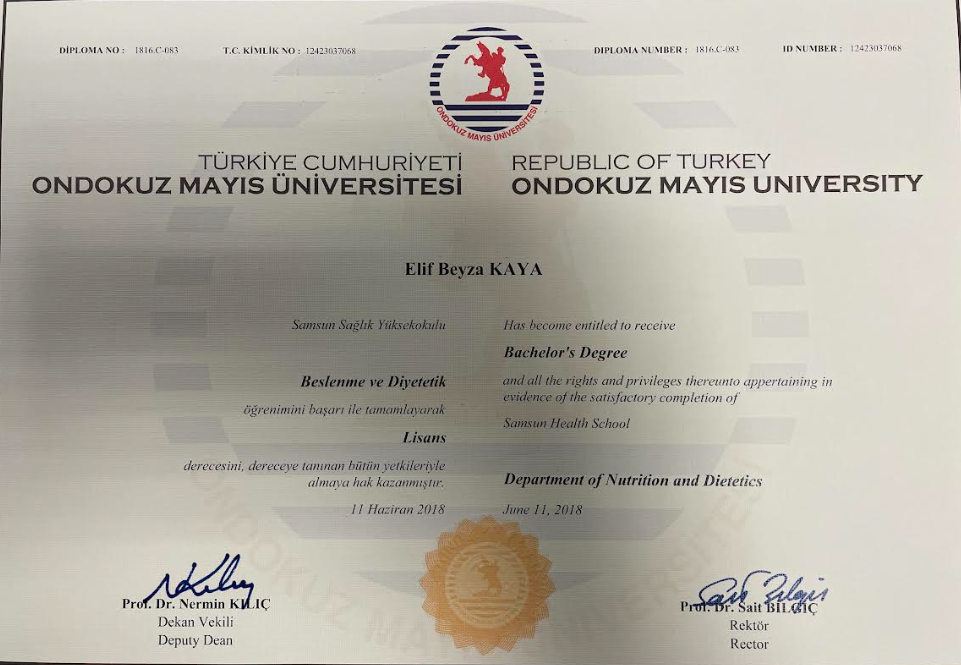 DİPLOMA NO : 1816.C-083
T.C. KİMLİK NO : 12423037068
DIPLOMA NUMBER : 1816.C-083
ID NUMBER : 12423037068
ONDOKUZ MAYIS ÜNİVERSİTESİ
TÜRKİYE CUMHURİYETİ
ONDOKUZ MAYIS ÜNİVERSİTESİ
REPUBLIC OF TURKEY
ONDOKUZ MAYIS UNIVERSITY
Elif Beyza KAYA
Samsun Sağlık Yüksekokulu
Beslenme ve Diyetetik
öğrenimini başarı ile tamamlayarak
Lisans
derecesini, dereceye tanınan bütün yetkileriyle
almaya hak kazanmıştır.
11 Haziran 2018
Has become entitled to receive
Bachelor's Degree
and all the rights and privileges thereunto appertaining in
evidence of the satisfactory completion of
Samsun Health School
Department of Nutrition and Dietetics
June 11, 2018
Prof. Dr. Nermin KILIÇ
Dekan Vekili
Deputy Dean
Prof. Dr. Sait BİLGİÇ
Rektör
Rector
ONDOKUZ MAYIS ÜNİVERSİTESİ